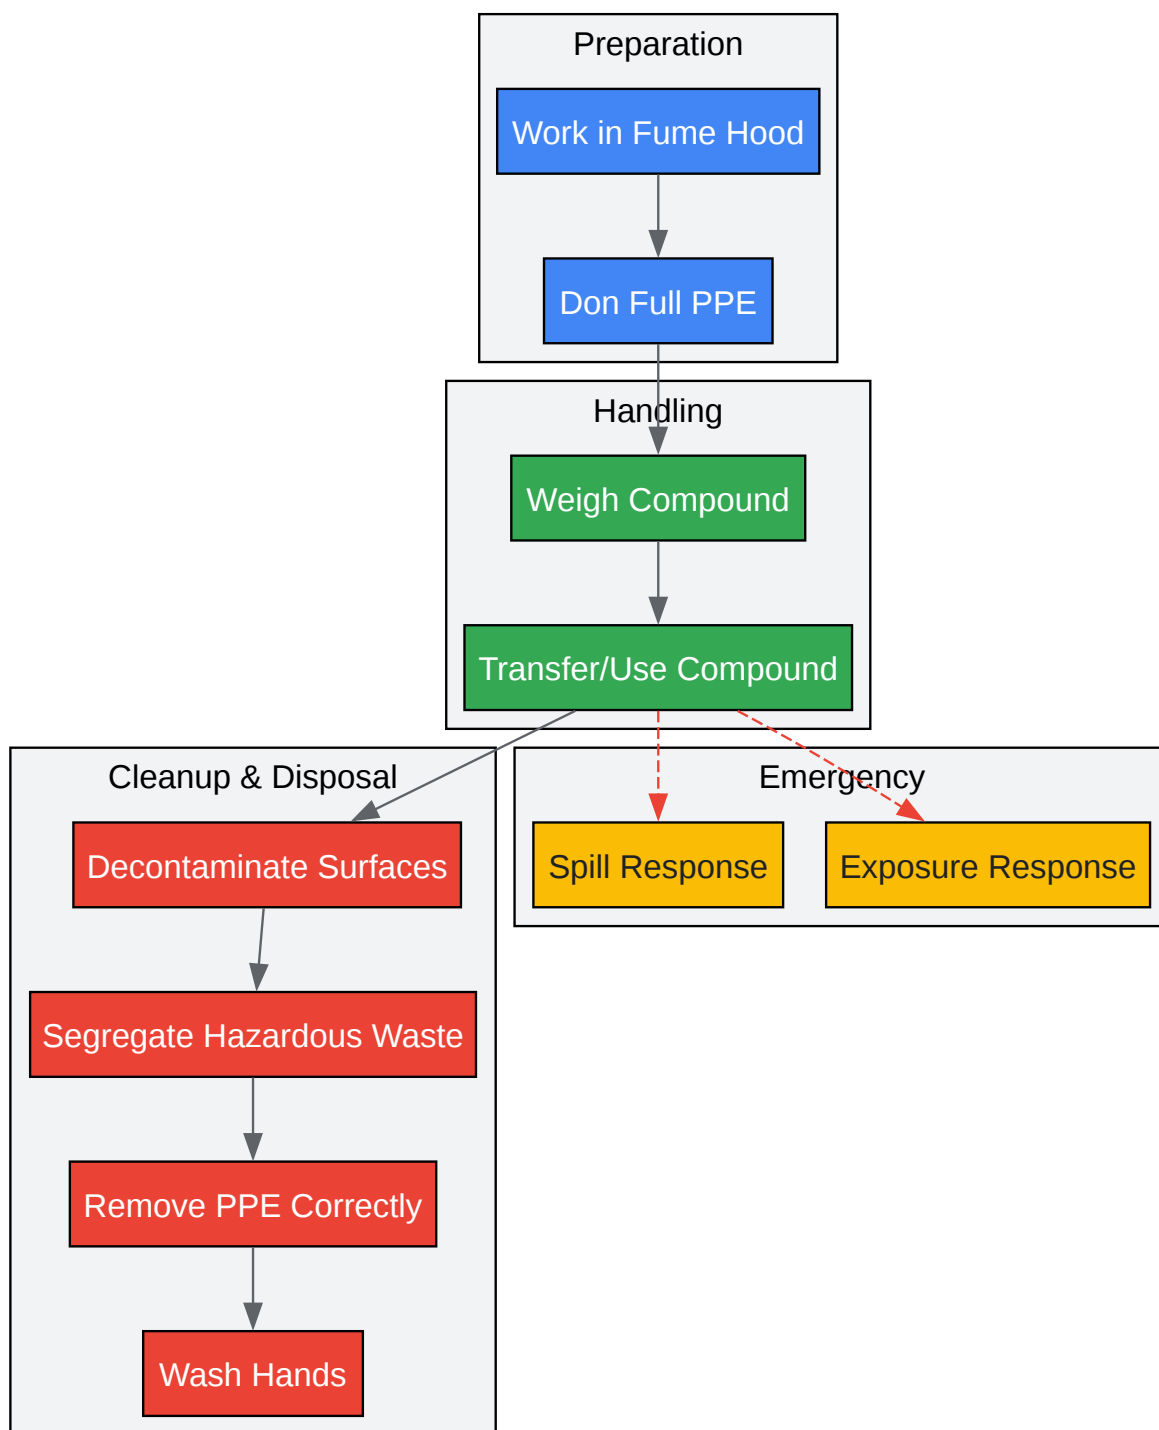 Preparation
Work in Fume Hood
Don Full PPE
Handling
Weigh Compound
Transfer/Use Compound
Cleanup & Disposal
Decontaminate Surfaces
Segregate Hazardous Waste
Remove PPE Correctly
Wash Hands
Emergency
Spill Response
Exposure Response